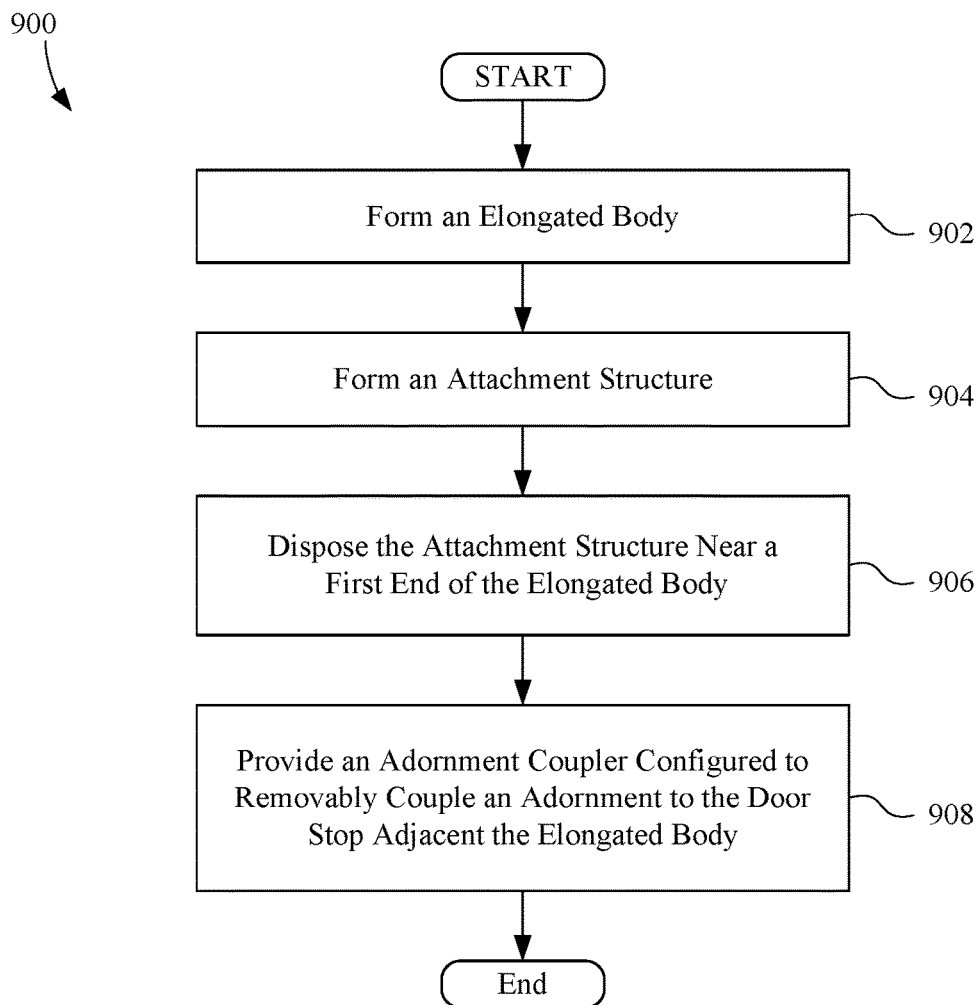 900
START
Form an Elongated Body
902
Form an Attachment Structure
904
Dispose the Attachment Structure Near a
First End of the Elongated Body
906
Provide an Adornment Coupler Configured to
Removably Couple an Adornment to the Door
Stop Adjacent the Elongated Body
908
End